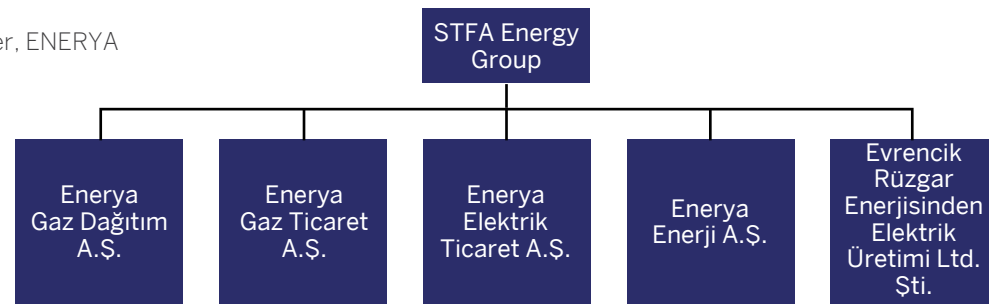 er, ENERYA
STFA Energy
Group
Enerya
Gaz Dağıtım
A.Ş.
Enerya
Gaz Ticaret
A.Ş.
Enerya
Elektrik
Ticaret A.Ş.
Enerya
Enerji A.Ş.
Evrencik
Rüzgar
Enerjisinden
Elektrik
Üretimi Ltd.
Şti.